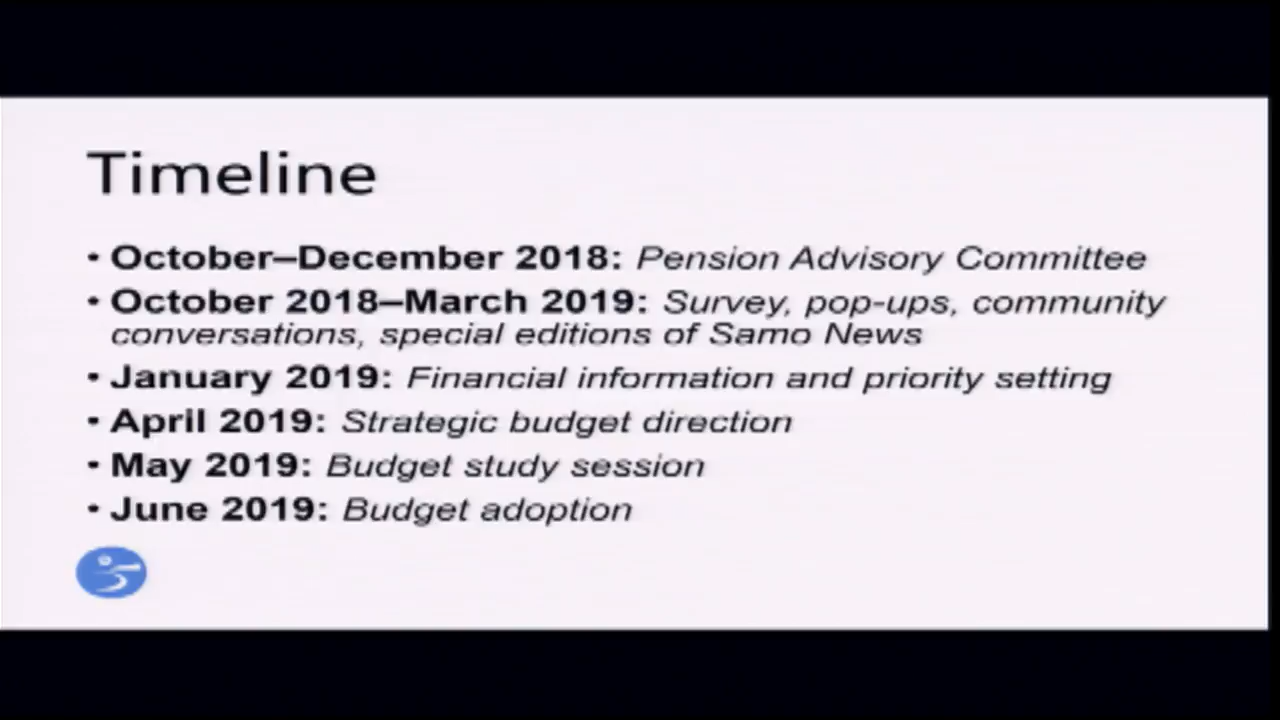 Timeline
• October–December 2018: Pension Advisory Committee
• October 2018–March 2019: Survey, pop-ups, community
conversations, special editions of Samo News
• January 2019: Financial information and priority setting
• April 2019: Strategic budget direction
• May 2019: Budget study session
• June 2019: Budget adoption